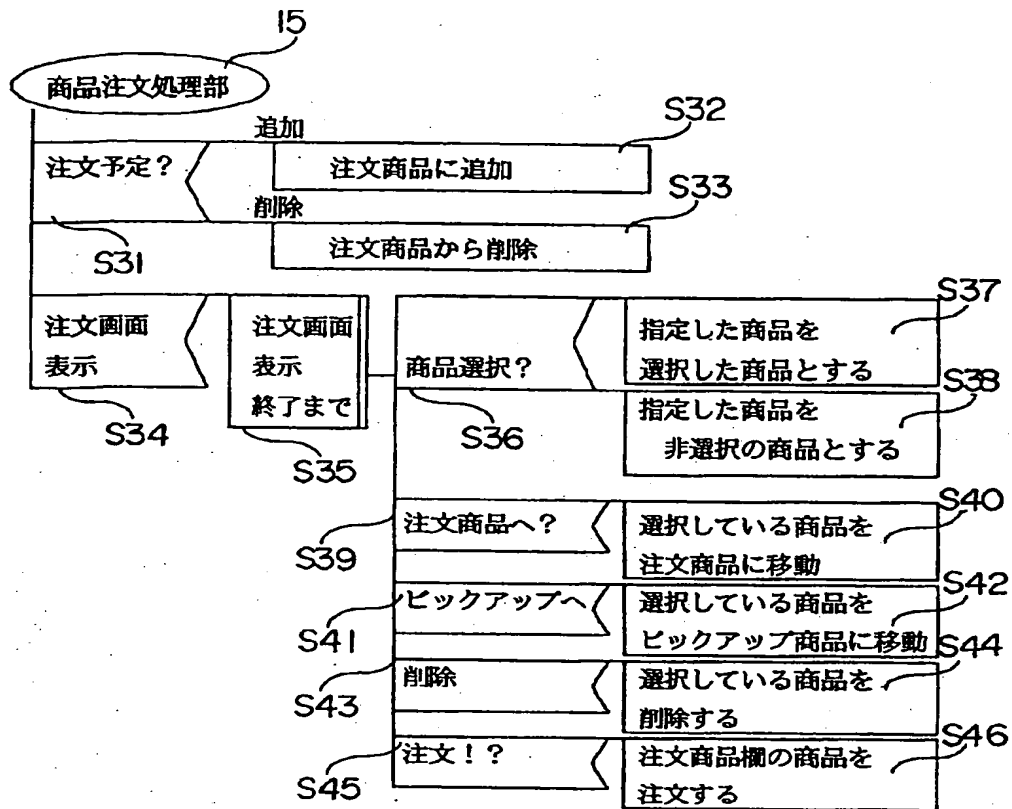 15
商品注文処理部
追加
S32
注文予定?
注文商品に追加
削除
S33
S31
注文商品から削除
S37
注文画面
表示
S34
注文画面
表示
終了まで
S35
商品選択?
S36
指定した商品を
選択した商品とする
S38
指定した商品を
非選択の商品とする
S40
注文商品へ?
S39
選択している商品を
注文商品に移動
S42
ピックアップへ
S41
選択している商品を
ピックアップ商品に移動
S44
削除
S43
選択している商品を
削除する
S46
注文!?
S45
注文商品欄の商品を
注文する